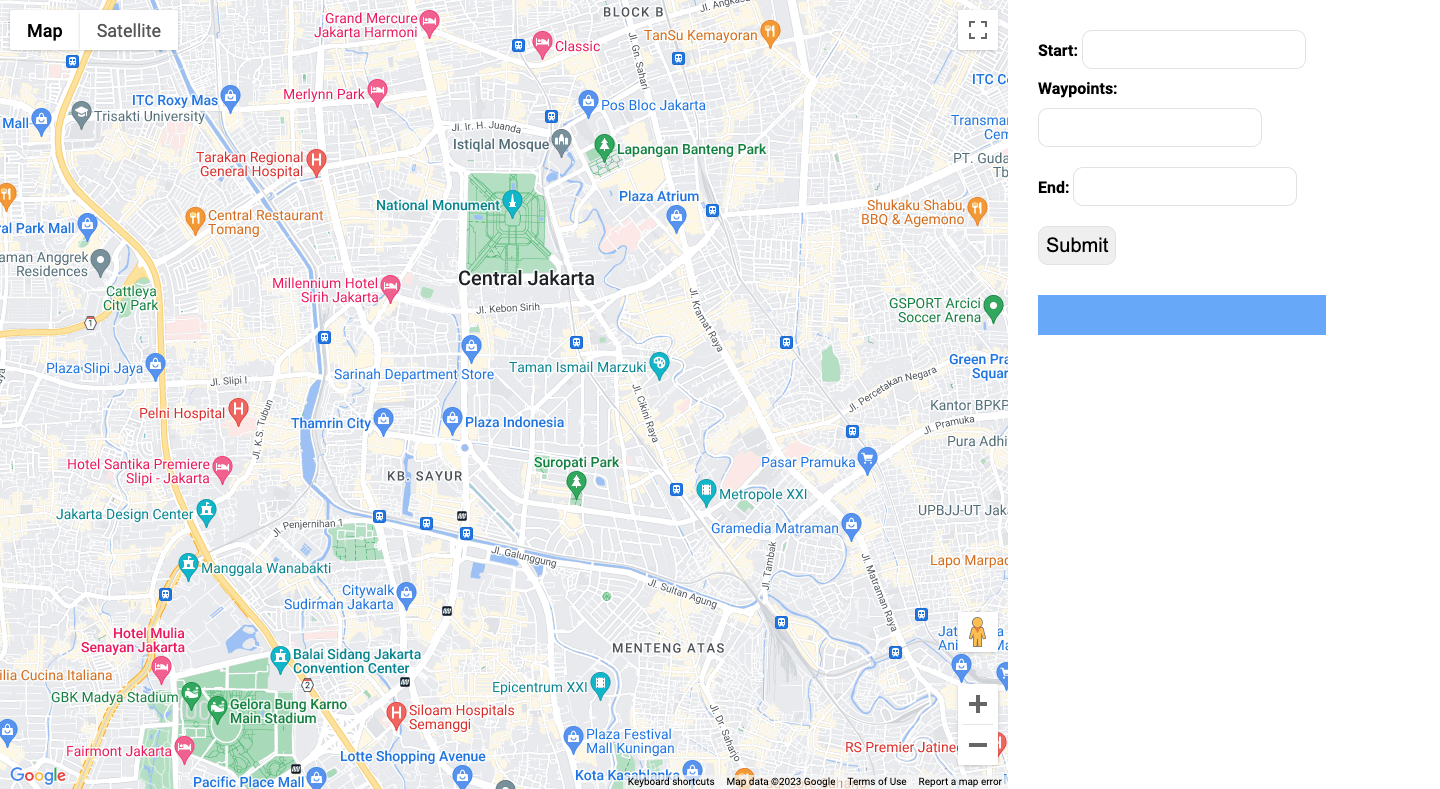 Map
Satellite
BLOCK B
Grand Mercure
Jakarta Harmoni
Classic
TanSu Kemayoran
Jl. Gn. Sahari
ITC Roxy Mas
Merlynn Park
Mall
Trisakti University
Pos Bloc Jakarta
Jl. Ir. H. Juanda
Istiqlal Mosque
Lapangan Banteng Park
Transmar
Cem
PT. Guda
Tarakan Regional
General Hospital
National Monument
Plaza Atrium
Shukaku Shabu,
BBQ & Agemono
Central Restaurant
Tomang
ral Park Mall
aman Anggrek
Residences
Central Jakarta
Millennium Hotel
Sirih Jakarta
Cattleya
City Park
Jl. Kebon Sirih
Jl. Kramat Raya
GSPORT Arcici
Soccer Arena
1
Plaza Slipi Jaya
Jl. Slipi I
Sarinah Department Store
Taman Ismail Marzuki
Green Pra
Square
Jl. Percetakan Negara
Pelni Hospital
Jl. K.S. Tubun
Thamrin City
Plaza Indonesia
Jl. Cikini Raya
Kantor BPKP
Jl. Pramuka
Pura Adhi
Hotel Santika Premiere
Slipi - Jakarta
KB. SAYUR
Suropati Park
Pasar Pramuka
Metropole XXI
Jakarta Design Center
Jl. Penjernihan 1
Gramedia Matraman
UPBJJ-UT Jaka
Jl. Galunggung
Jl. Tambak
Jl. Matraman Raya
Lapo Marpad
Manggala Wanabakti
Citywalk
Sudirman Jakarta
Jl. Sultan Agung
Hotel Mulia
Senayan Jakarta
MENTENG ATAS
Balai Sidang Jakarta
Convention Center
ilia Cucina Italiana
2
Epicentrum XXI
GBK Madya Stadium
Gelora Bung Karno
Main Stadium
Siloam Hospitals
Semanggi
Jl. Dr. Saharjo
Plaza Festival
Mall Kuningan
Fairmont Jakarta
Lotte Shopping Avenue
RS Premier Jatine
Pacific Place Mall
Kota Kasablanka
Google
Keyboard shortcuts
Map data ©2023 Google
Terms of Use
Report a map error
Start:
Waypoints:
End:
Submit